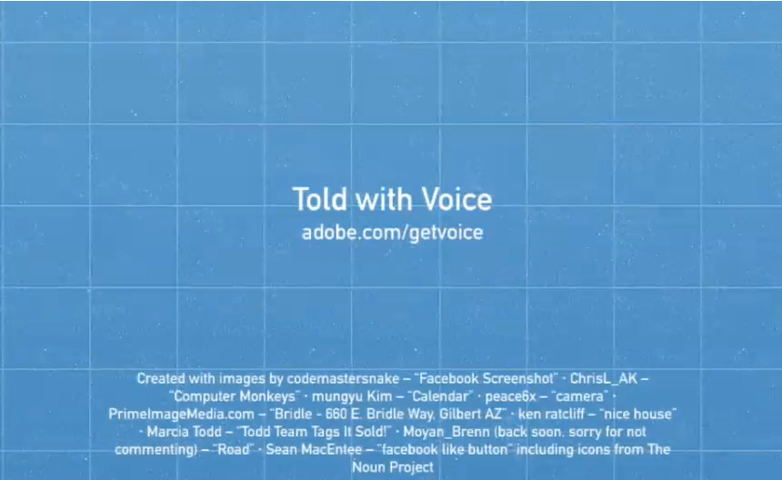 Told with Voice
adobe.com/getvoice
Created with images by codemastersnake – "Facebook Screenshot" · ChrisL_AK –
"Computer Monkeys" · mungyu Kim – "Calendar" · peace6x – "camera" ·
PrimeImageMedia.com – "Bridle - 660 E. Bridle Way, Gilbert AZ" · ken ratcliff – "nice house"
· Marcia Todd – "Todd Team Tags It Sold!" · Moyan_Brenn (back soon, sorry for not
commenting) – "Road" · Sean MacEntee – "facebook like button" including icons from The
Noun Project